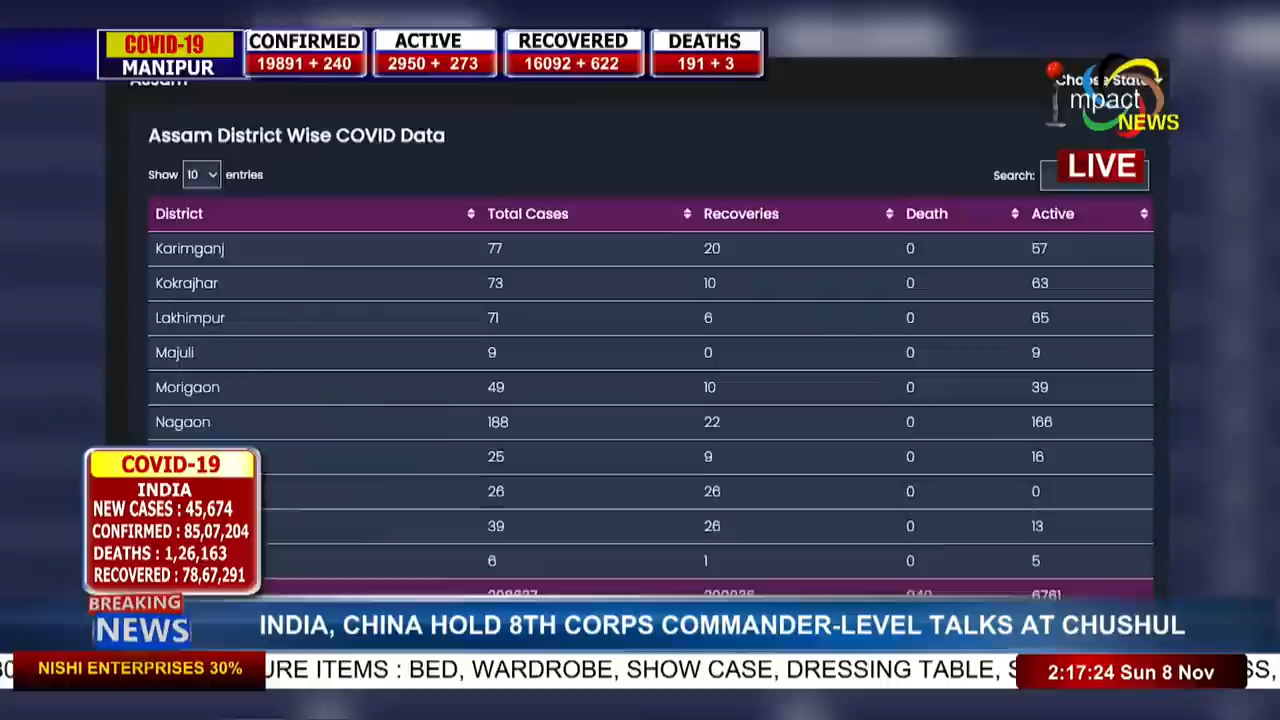 COVID-19
MANIPUR
CONFIRMED
19891 + 240
ACTIVE
2950 + 273
RECOVERED
16092 + 622
DEATHS
191 + 3
Assam
Choose State
Impact
NEWS
LIVE
Assam District Wise COVID Data
Show 10 entries
Search:
District Total Cases Recoveries Death Active
Karimganj 77 20 0 57
Kokrajhar 73 10 0 63
Lakhimpur 71 6 0 65
Majuli 9 0 0 9
Morigaon 49 10 0 39
Nagaon 188 22 0 166
25 9 0 16
26 26 0 0
39 26 0 13
6 1 0 5
6761
COVID-19
INDIA
NEW CASES : 45,674
CONFIRMED : 85,07,204
DEATHS : 1,26,163
RECOVERED : 78,67,291
BREAKING
NEWS
INDIA, CHINA HOLD 8TH CORPS COMMANDER-LEVEL TALKS AT CHUSHUL
NISHI ENTERPRISES 30%
URE ITEMS : BED, WARDROBE, SHOW CASE, DRESSING TABLE, S
2:17:24 Sun 8 Nov